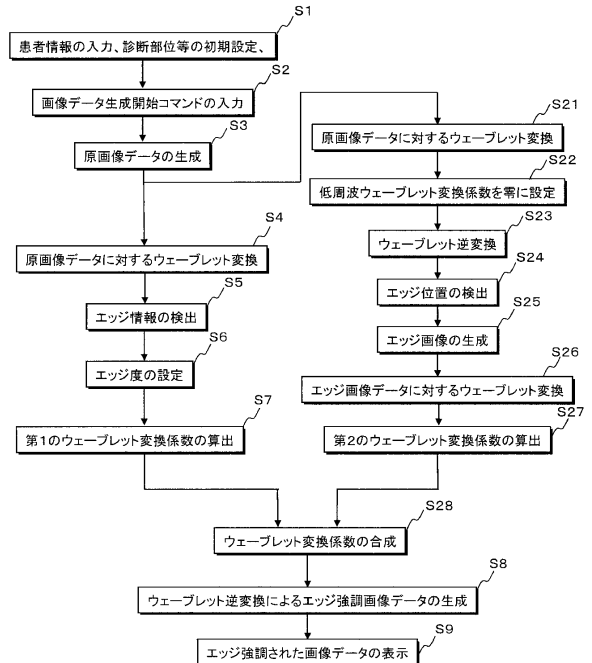 S1
患者情報の入力、診断部位等の初期設定、
S2
画像データ生成開始コマンドの入力
S3
原画像データの生成
S4
原画像データに対するウェーブレット変換
S5
エッジ情報の検出
S6
エッジ度の設定
S7
第1のウェーブレット変換係数の算出
S21
原画像データに対するウェーブレット変換
S22
低周波ウェーブレット変換係数を零に設定
S23
ウェーブレット逆変換
S24
エッジ位置の検出
S25
エッジ画像の生成
S26
エッジ画像データに対するウェーブレット変換
S27
第2のウェーブレット変換係数の算出
S28
ウェーブレット変換係数の合成
S8
ウェーブレット逆変換によるエッジ強調画像データの生成
S9
エッジ強調された画像データの表示